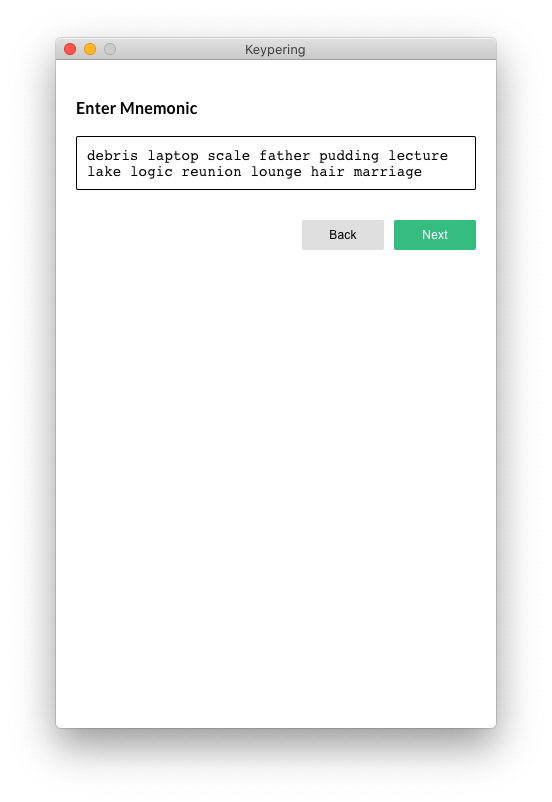 Keypering
Enter Mnemonic
debris laptop scale father pudding lecture
lake logic reunion lounge hair marriage
Back Next